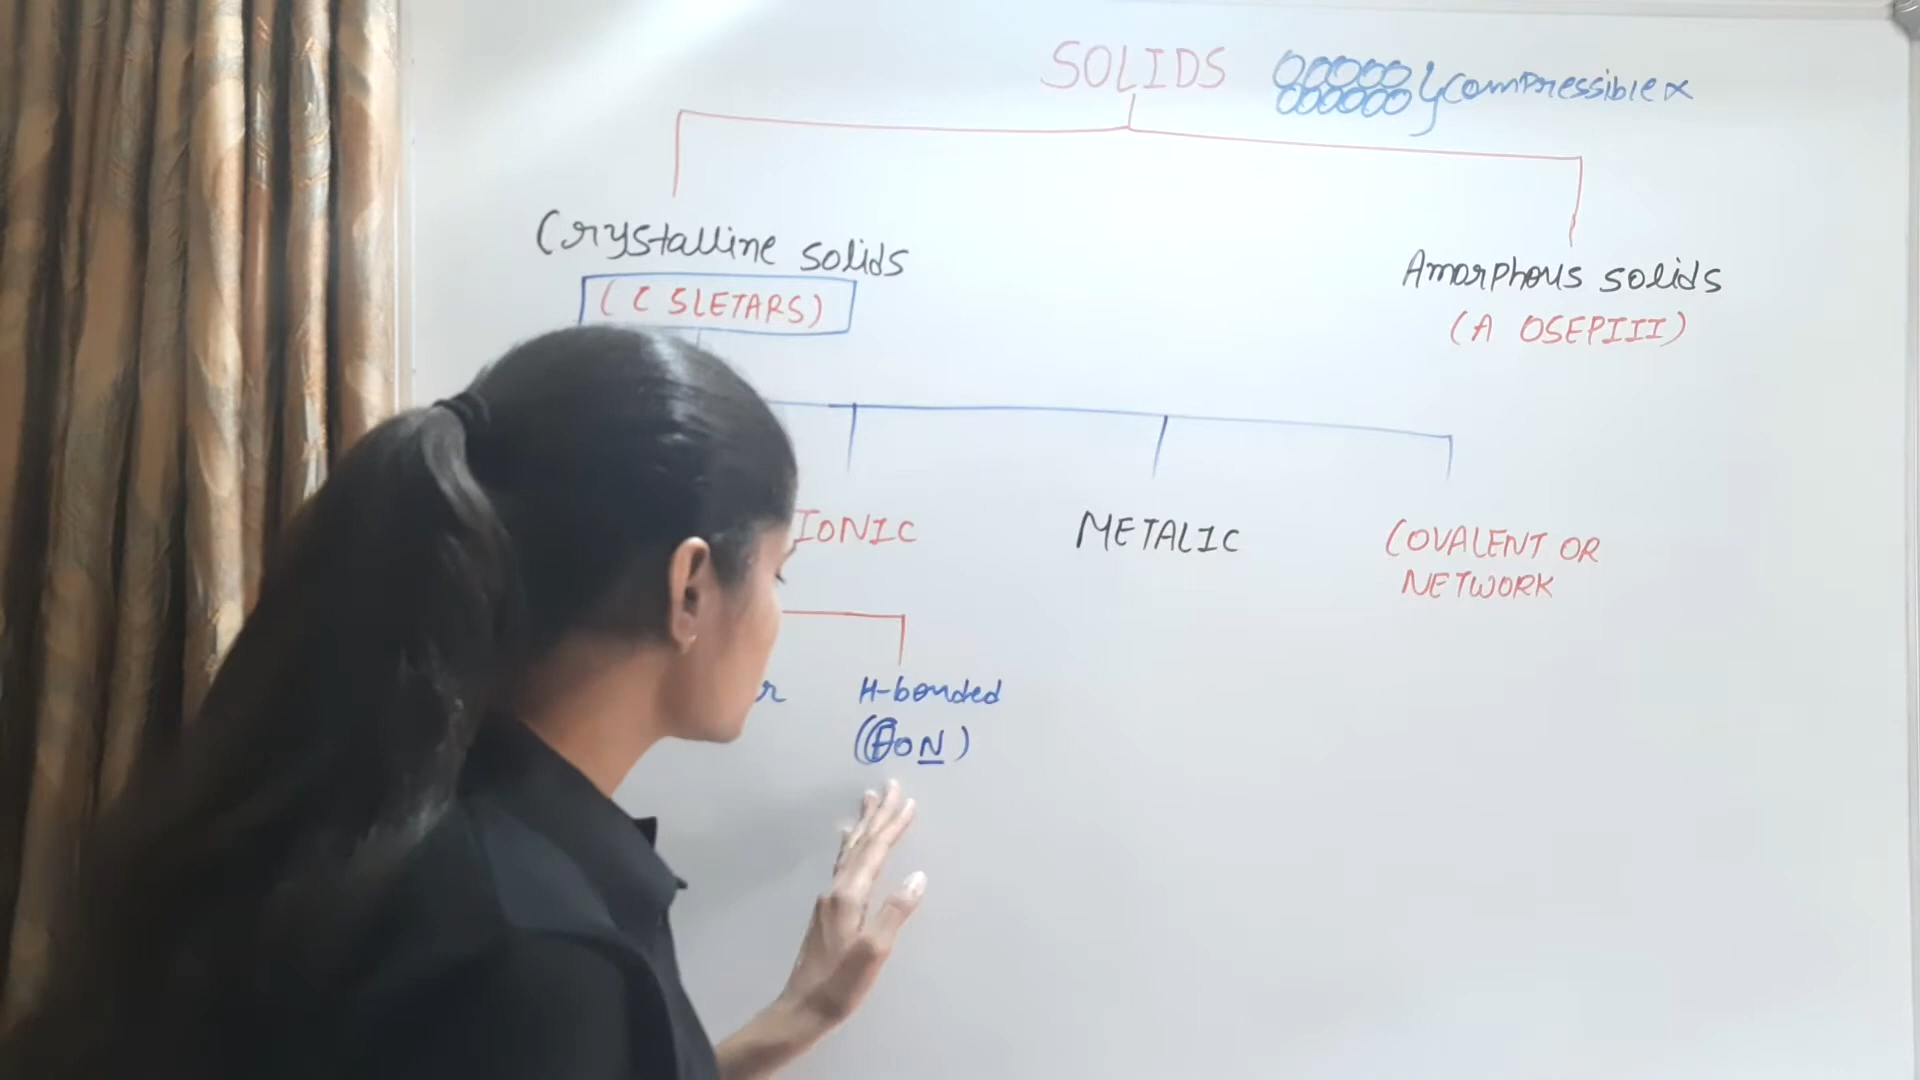 SOLIDS compressible x
Crystalline solids
(C SLETARS)
Amorphous solids
(A OSEPIII)
IONIC
METALIC
COVALENT OR
NETWORK
H-bonded
(FON)